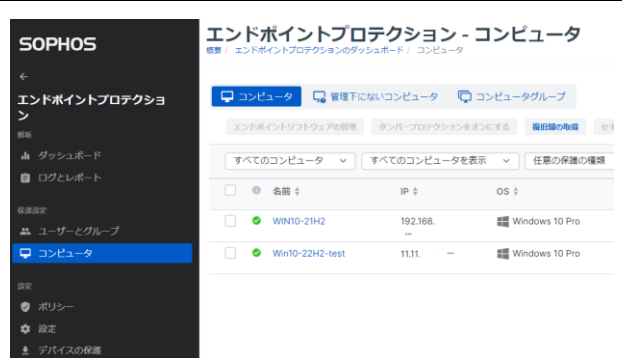 SOPHOS
エンドポイントプロテクション - コンピュータ
概要 / エンドポイントプロテクションのダッシュボード / コンピュータ
←
エンドポイントプロテクショ
ン
解析
ダッシュボード
ログとレポート
保護設定
ユーザーとグループ
コンピュータ
設定
ポリシー
設定
デバイスの保護
コンピュータ 管理下にないコンピュータ コンピュータグループ
エンドポイントソフトウェアの管理 タンパープロテクションをオンにする 復旧鍵の取得 セキ
すべてのコンピュータ すべてのコンピュータを表示 任意の保護の種類
名前 IP OS
WIN10-21H2 192.168. Windows 10 Pro
...
Win10-22H2-test 11.11. Windows 10 Pro